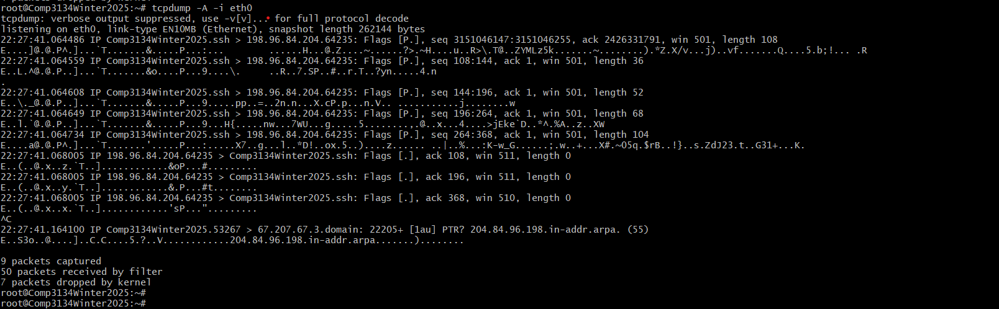 7 packets dropped by kernel
root@Comp3134Winter2025:~# tcpdump -A -i eth0
tcpdump: verbose output suppressed, use -v[v]... for full protocol decode
listening on eth0, link-type EN10MB (Ethernet), snapshot length 262144 bytes
22:27:41.064486 IP Comp3134Winter2025.ssh > 198.96.84.204.64235: Flags [P.], seq 3151046147:3151046255, ack 2426331791, win 501, length 108
E....]@.@.P^.]...`T.......&.....P...:...         ......H...@.Z....~......?>.~H....u..R>\.T@..ZYMLz5k.......~........).*Z.X/v...j)..vf.......Q....5.b;!... .R
22:27:41.064559 IP Comp3134Winter2025.ssh > 198.96.84.204.64235: Flags [P.], seq 108:144, ack 1, win 501, length 36
E..L.^@.@.P..]...`T.......&o....P...9....\.     ..R..7.SP..#..r.T..?yn.....4.n
.
22:27:41.064608 IP Comp3134Winter2025.ssh > 198.96.84.204.64235: Flags [P.], seq 144:196, ack 1, win 501, length 52
E..\._@.@.P..]...`T.......&.....P...9.....pp..=..2n.n...X.cP.p...n.V.. ...........j........w
22:27:41.064649 IP Comp3134Winter2025.ssh > 198.96.84.204.64235: Flags [P.], seq 196:264, ack 1, win 501, length 68
E..l.`@.@.P..]...`T.......&.....P...9...H{.....nw...7WU...g.....5........,.@..x...4....>jEke`D..*^.%A..z..XW
22:27:41.064734 IP Comp3134Winter2025.ssh > 198.96.84.204.64235: Flags [P.], seq 264:368, ack 1, win 501, length 104
E....a@.@.P^.]...`T.......'.....P...:.....X7..g...l..*D!..ox.5..)....z...... ..|..%...:K-w_G......;.w..+...X#.~O5q.$rB..!}..s.ZdJ23.t..G31+...K.
22:27:41.068005 IP 198.96.84.204.64235 > Comp3134Winter2025.ssh: Flags [.], ack 108, win 511, length 0
E..(..@.x..z.`T..]............&oP...#.........
22:27:41.068005 IP 198.96.84.204.64235 > Comp3134Winter2025.ssh: Flags [.], ack 196, win 511, length 0
E..(..@.x..y.`T..]............&.P...#t........
22:27:41.068005 IP 198.96.84.204.64235 > Comp3134Winter2025.ssh: Flags [.], ack 368, win 510, length 0
E..(..@.x..x.`T..]............'sP...".........
^C
22:27:41.164100 IP Comp3134Winter2025.53267 > 67.207.67.3.domain: 22205+ [1au] PTR? 204.84.96.198.in-addr.arpa. (55)
E..S3o..@....]..C.C....5.?..V............204.84.96.198.in-addr.arpa.......)........

9 packets captured
50 packets received by filter
7 packets dropped by kernel
root@Comp3134Winter2025:~#
root@Comp3134Winter2025:~#